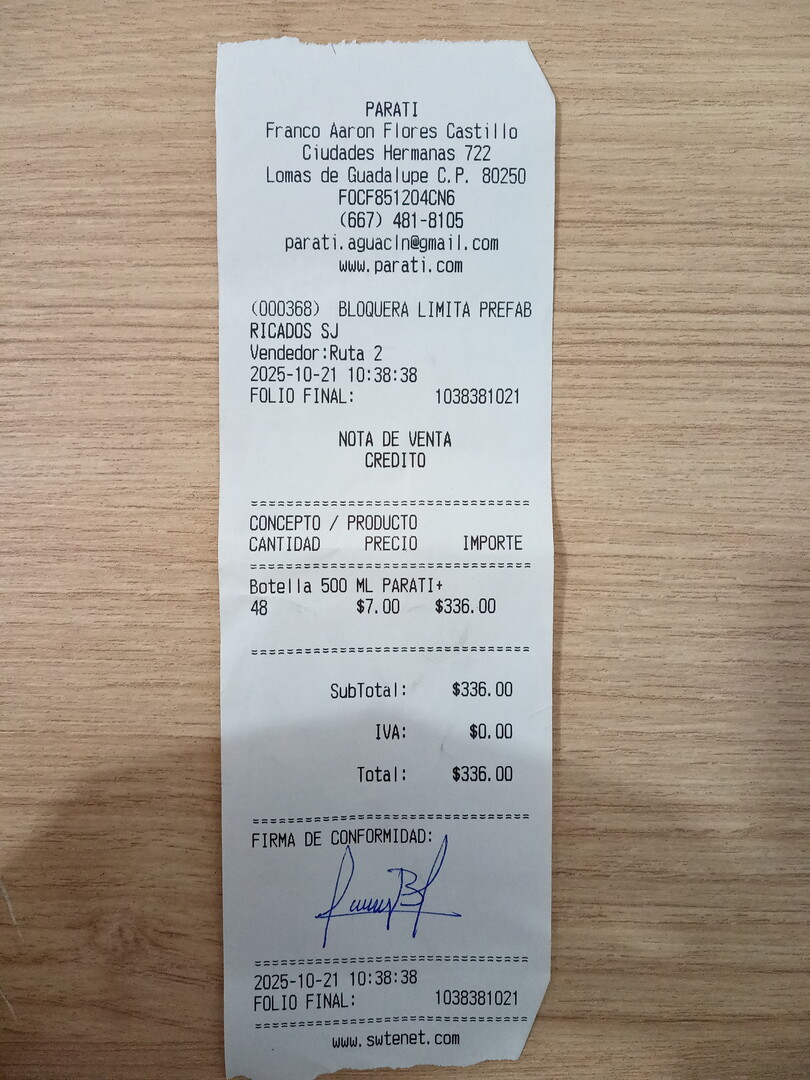 PARATI
Franco Aaron Flores Castillo
Ciudades Hermanas 722
Lomas de Guadalupe C.P. 80250
FOCF851204CN6
(667) 481-8105
parati.aguacln@gmail.com
www.parati.com
(000368) BLOQUERA LIMITA PREFAB
RICADOS SJ
Vendedor:Ruta 2
2025-10-21 10:38:38
FOLIO FINAL: 1038381021
NOTA DE VENTA
CREDITO
================================
CONCEPTO / PRODUCTO
CANTIDAD PRECIO IMPORTE
================================
Botella 500 ML PARATI+
48 $7.00 $336.00
================================
SubTotal: $336.00
IVA: $0.00
Total: $336.00
================================
FIRMA DE CONFORMIDAD:
================================
2025-10-21 10:38:38
FOLIO FINAL: 1038381021
================================
www.swtenet.com